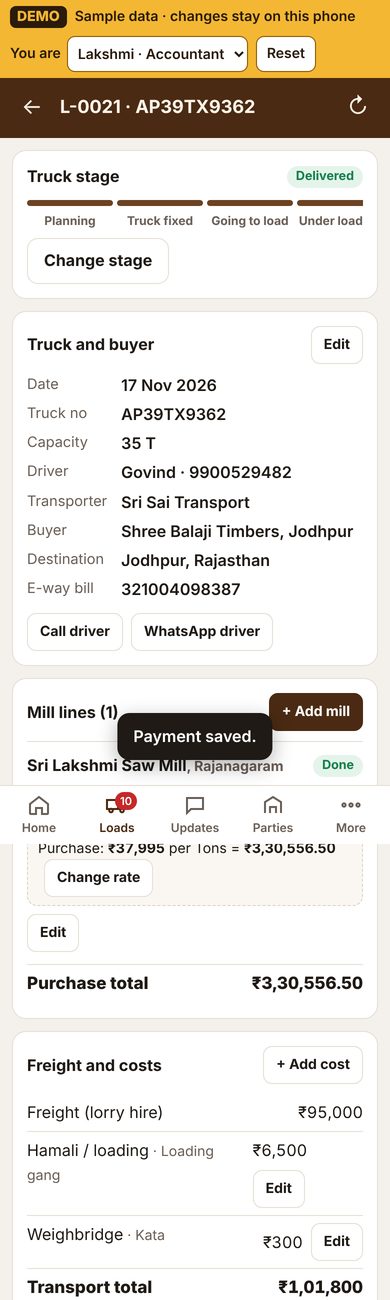 DEMO Sample data · changes stay on this phone
You are Lakshmi · Accountant Reset
L-0021 · AP39TX9362
Truck stage Delivered
Planning Truck fixed Going to load Under load
Change stage
Truck and buyer Edit
Date 17 Nov 2026
Truck no AP39TX9362
Capacity 35 T
Driver Govind · 9900529482
Transporter Sri Sai Transport
Buyer Shree Balaji Timbers, Jodhpur
Destination Jodhpur, Rajasthan
E-way bill 321004098387
Call driver WhatsApp driver
Mill lines (1) + Add mill
Payment saved.
Sri Lakshmi Saw Mill, Rajanagaram Done
10
Home Loads Updates Parties More
Purchase: ₹37,995 per Tons = ₹3,30,556.50
Change rate
Edit
Purchase total ₹3,30,556.50
Freight and costs + Add cost
Freight (lorry hire) ₹95,000
Hamali / loading · Loading ₹6,500
gang
Edit
Weighbridge · Kata ₹300 Edit
Transport total ₹1,01,800